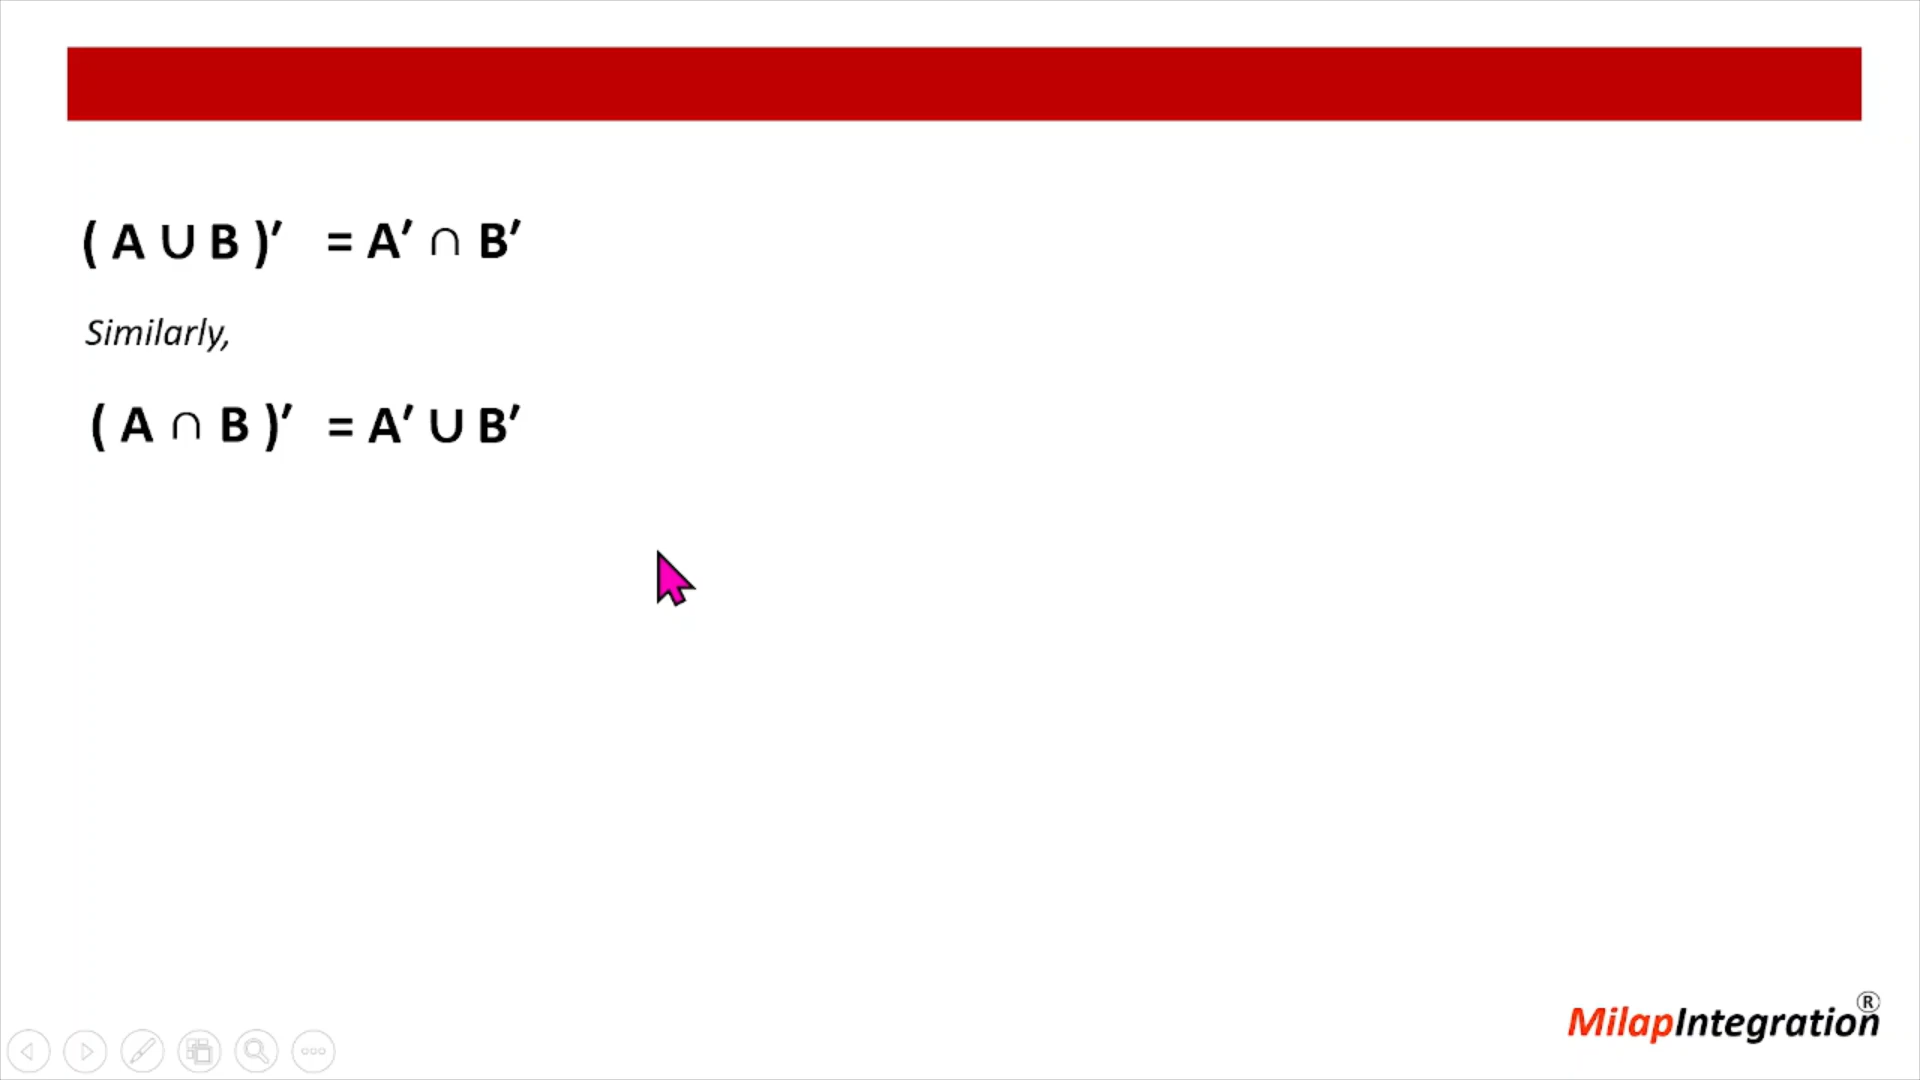 ( A ∪ B )′ = A′ ∩ B′
Similarly,
( A ∩ B )′ = A′ ∪ B′
MilapIntegration®